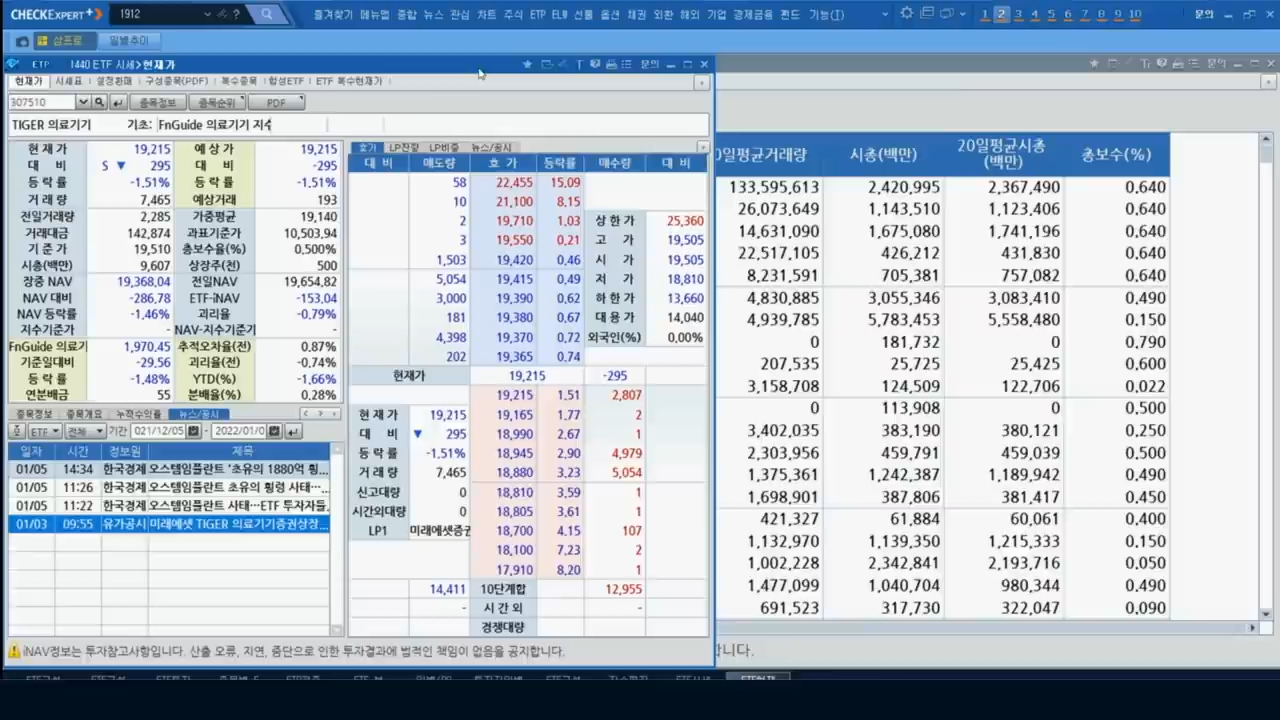 CHECKEXPERT+ 1912 즐겨찾기 메뉴맵 종합 뉴스 관심 차트 주식 ETP ELW 선물 옵션 채권 외환 해외 기업 경제금융 펀드 기능(I) 1 2 3 4 5 6 7 8 9 10 문의
삼프로 일별추이
ETP 1440 ETF 시세>현재가 T 문의
현재가 시세표 설정환매 구성종목(PDF) 복수종목 합성ETF ETF 복수현재가
307510 종목정보 종목순위 PDF
TIGER 의료기기 기초: FnGuide 의료기기 지수
현재가 19,215 예상가 19,215
대비 S ▼ 295 대비 -295
등락률 -1.51% 등락률 -1.51%
거래량 7,465 예상거래 193
전일거래량 2,285 가중평균 19,140
거래대금 142,874 과표기준가 10,503,94
기준가 19,510 총보수율(%) 0,500%
시총(백만) 9,607 상장주(천) 500
장중 NAV 19,368,04 전일NAV 19,654,82
NAV 대비 -286,78 ETF-iNAV -153,04
NAV 등락률 -1,46% 괴리율 -0,79%
지수기준가 - NAV-지수기준가 -
FnGuide 의료기 1,970,45 추적오차율(전) 0,87%
기준일대비 -29,56 괴리율(전) -0,74%
등락률 -1,48% YTD(%) -1,66%
연분배금 55 분배율(%) 0,28%
종목정보 종목개요 누적수익률 뉴스/공시
ETF 전체 기간 021/12/05 - 2022/01/0
일자 시간 정보원 제목
01/05 14:34 한국경제 오스템임플란트 '초유의 1880억 횡...
01/05 11:26 한국경제 오스템임플란트 초유의 횡령 사태…...
01/05 11:22 한국경제 오스템임플란트 사태…ETF 투자자들.
01/03 09:55 유가공시 미래에셋 TIGER 의료기기증권상장...
호가 LP잔량 LP비중 뉴스/공시
대비 매도량 호가 등락률 매수량 대비
58 22,455 15,09
10 21,100 8,15
2 19,710 1,03 상한가 25,360
3 19,550 0,21 고가 19,505
1,503 19,420 0,46 시가 19,505
5,054 19,415 0,49 저가 18,810
3,000 19,390 0,62 하한가 13,660
181 19,380 0,67 대용가 14,040
4,398 19,370 0,72 외국인(%) 0,00%
202 19,365 0,74
현재가 19,215 -295
19,215 1,51 2,807
현재가 19,215 19,165 1,77 2
대비 ▼ 295 18,990 2,67 1
등락률 -1,51% 18,945 2,90 4,979
거래량 7,465 18,880 3,23 5,054
신고대량 0 18,810 3,59 1
시간외대량 0 18,805 3,61 1
LP1 미래에셋증권 18,700 4,15 107
18,100 7,23 2
17,910 8,20 1
14,411 10단계합 12,955
- 시간외 -
경쟁대량
iNAV정보는 투자참고사항입니다. 산출 오류, 지연, 중단으로 인한 투자결과에 법적인 책임이 없음을 공지합니다.
0일평균거래량 시총(백만) 20일평균시총(백만) 총보수(%)
133,595,613 2,420,995 2,367,490 0,640
26,073,649 1,143,510 1,123,406 0,640
14,631,090 1,675,080 1,741,196 0,640
22,517,105 426,212 431,830 0,640
8,231,591 705,381 757,082 0,640
4,830,885 3,055,346 3,083,410 0,490
4,939,785 5,783,453 5,558,480 0,150
0 181,732 0 0,790
207,535 25,725 25,425 0,600
3,158,708 124,509 122,706 0,022
0 113,908 0 0,500
3,402,035 383,190 380,121 0,250
2,303,956 459,791 459,039 0,500
1,375,361 1,242,387 1,189,942 0,490
1,698,901 387,806 381,417 0,450
421,327 61,884 60,061 0,400
1,132,970 1,139,350 1,215,333 0,150
1,002,228 2,342,841 2,193,716 0,050
1,477,099 1,040,704 980,344 0,490
691,523 317,730 322,047 0,090
합니다.